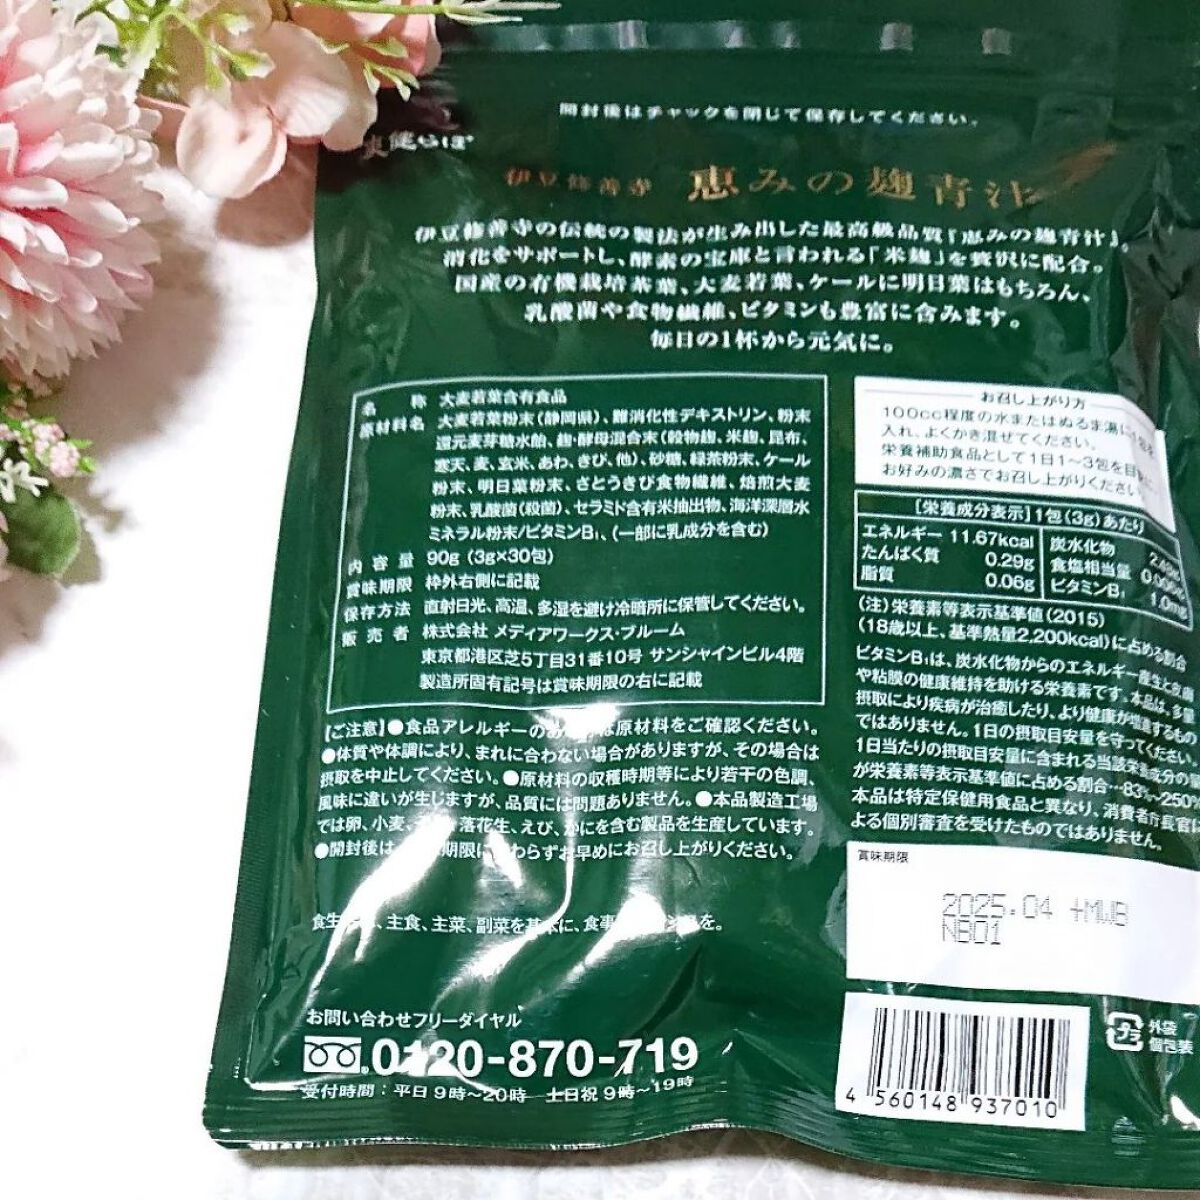 開封後はチャックを閉じて保存してください。
爽健いぽ
伊豆修善寺 恵みの麹青汁
伊豆修善寺の伝統の製法が生み出した最高級品質『恵みの麹青汁』。
消化をサポートし、酵素の宝庫と言われる「米麹」を贅沢に配合。
国産の有機栽培茶葉、大麦若葉、ケールに明日葉はもちろん、
乳酸菌や食物繊維、ビタミンも豊富に含みます。
毎日の1杯から元気に。
名称 大麦若葉含有食品
原材料名 大麦若葉粉末(静岡県)、難消化性デキストリン、粉末
還元麦芽糖水飴、麹・酵母混合末(穀物麹、米麹、昆布、
寒天、麦、玄米、あわ、きび、他)、砂糖、緑茶粉末、ケール
粉末、明日葉粉末、さとうきび食物繊維、焙煎大麦
粉末、乳酸菌(殺菌)、セラミド含有米抽出物、海洋深層水
ミネラル粉末/ビタミンB₁、(一部に乳成分を含む)
内容量 90g (3g×30包)
賞味期限 枠外右側に記載
保存方法 直射日光、高温、多湿を避け冷暗所に保管してください。
販売者 株式会社 メディアワークス・ブルーム
東京都港区芝5丁目31番10号 サンシャインビル4階
製造所固有記号は賞味期限の右に記載
【ご注意】●食品アレルギーのある 原材料をご確認ください。
●体質や体調により、まれに合わない場合がありますが、その場合は
摂取を中止してください。●原材料の収穫時期等により若干の色調、
風味に違いが生じますが、品質には問題ありません。●本品製造工場
では卵、小麦、 落花生、えび、かにを含む製品を生産しています。
●開封後は 期限に わらずお早めにお召し上がりください。
食生 、主食、主菜、副菜を基本に、食事 を。
お問い合わせフリーダイヤル
0120-870-719
受付時間：平日9時～20時 土日祝9時～19時
お召し上がり方
100cc程度の水またはぬるま湯に1包を
入れ、よくかき混ぜてください。
栄養補助食品として1日1～3包を目
お好みの濃さでお召し上がりください
[栄養成分表示] 1包(3g)あたり
エネルギー 11.67kcal
たんぱく質 0.29g
脂質 0.06g
炭水化物
食塩相当量
ビタミンB₁ 1.0mg
(注)栄養素等表示基準値(2015)
(18歳以上、基準熱量2,200kcal)に占める割合
ビタミンB₁は、炭水化物からのエネルギー産生と皮膚
や粘膜の健康維持を助ける栄養素です。本品は、多量
摂取により疾病が治癒したり、より健康が増進するもの
ではありません。1日の摂取目安量を守ってください。
1日当たりの摂取目安量に含まれる当該栄養成分の量
が栄養素等表示基準値に占める割合…83%～250%
本品は特定保健用食品と異なり、消費者庁長官に
よる個別審査を受けたものではありません。
賞味期限
2025.04 +MWB
NB01
4 560148 937010
プラ
外袋
個包装